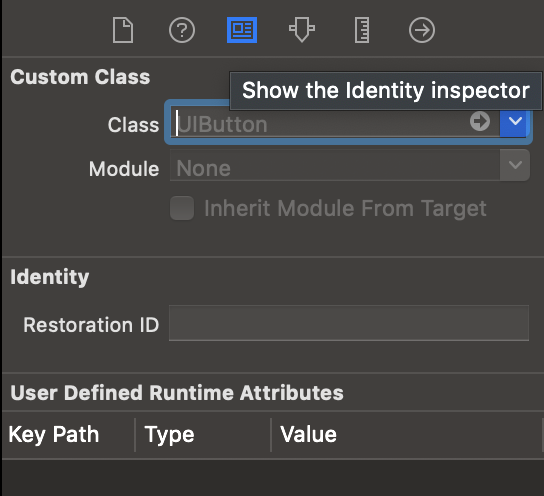 Custom Class
Show the Identity inspector
Class UIButton
Module None
Inherit Module From Target
Identity
Restoration ID
User Defined Runtime Attributes
Key Path Type Value